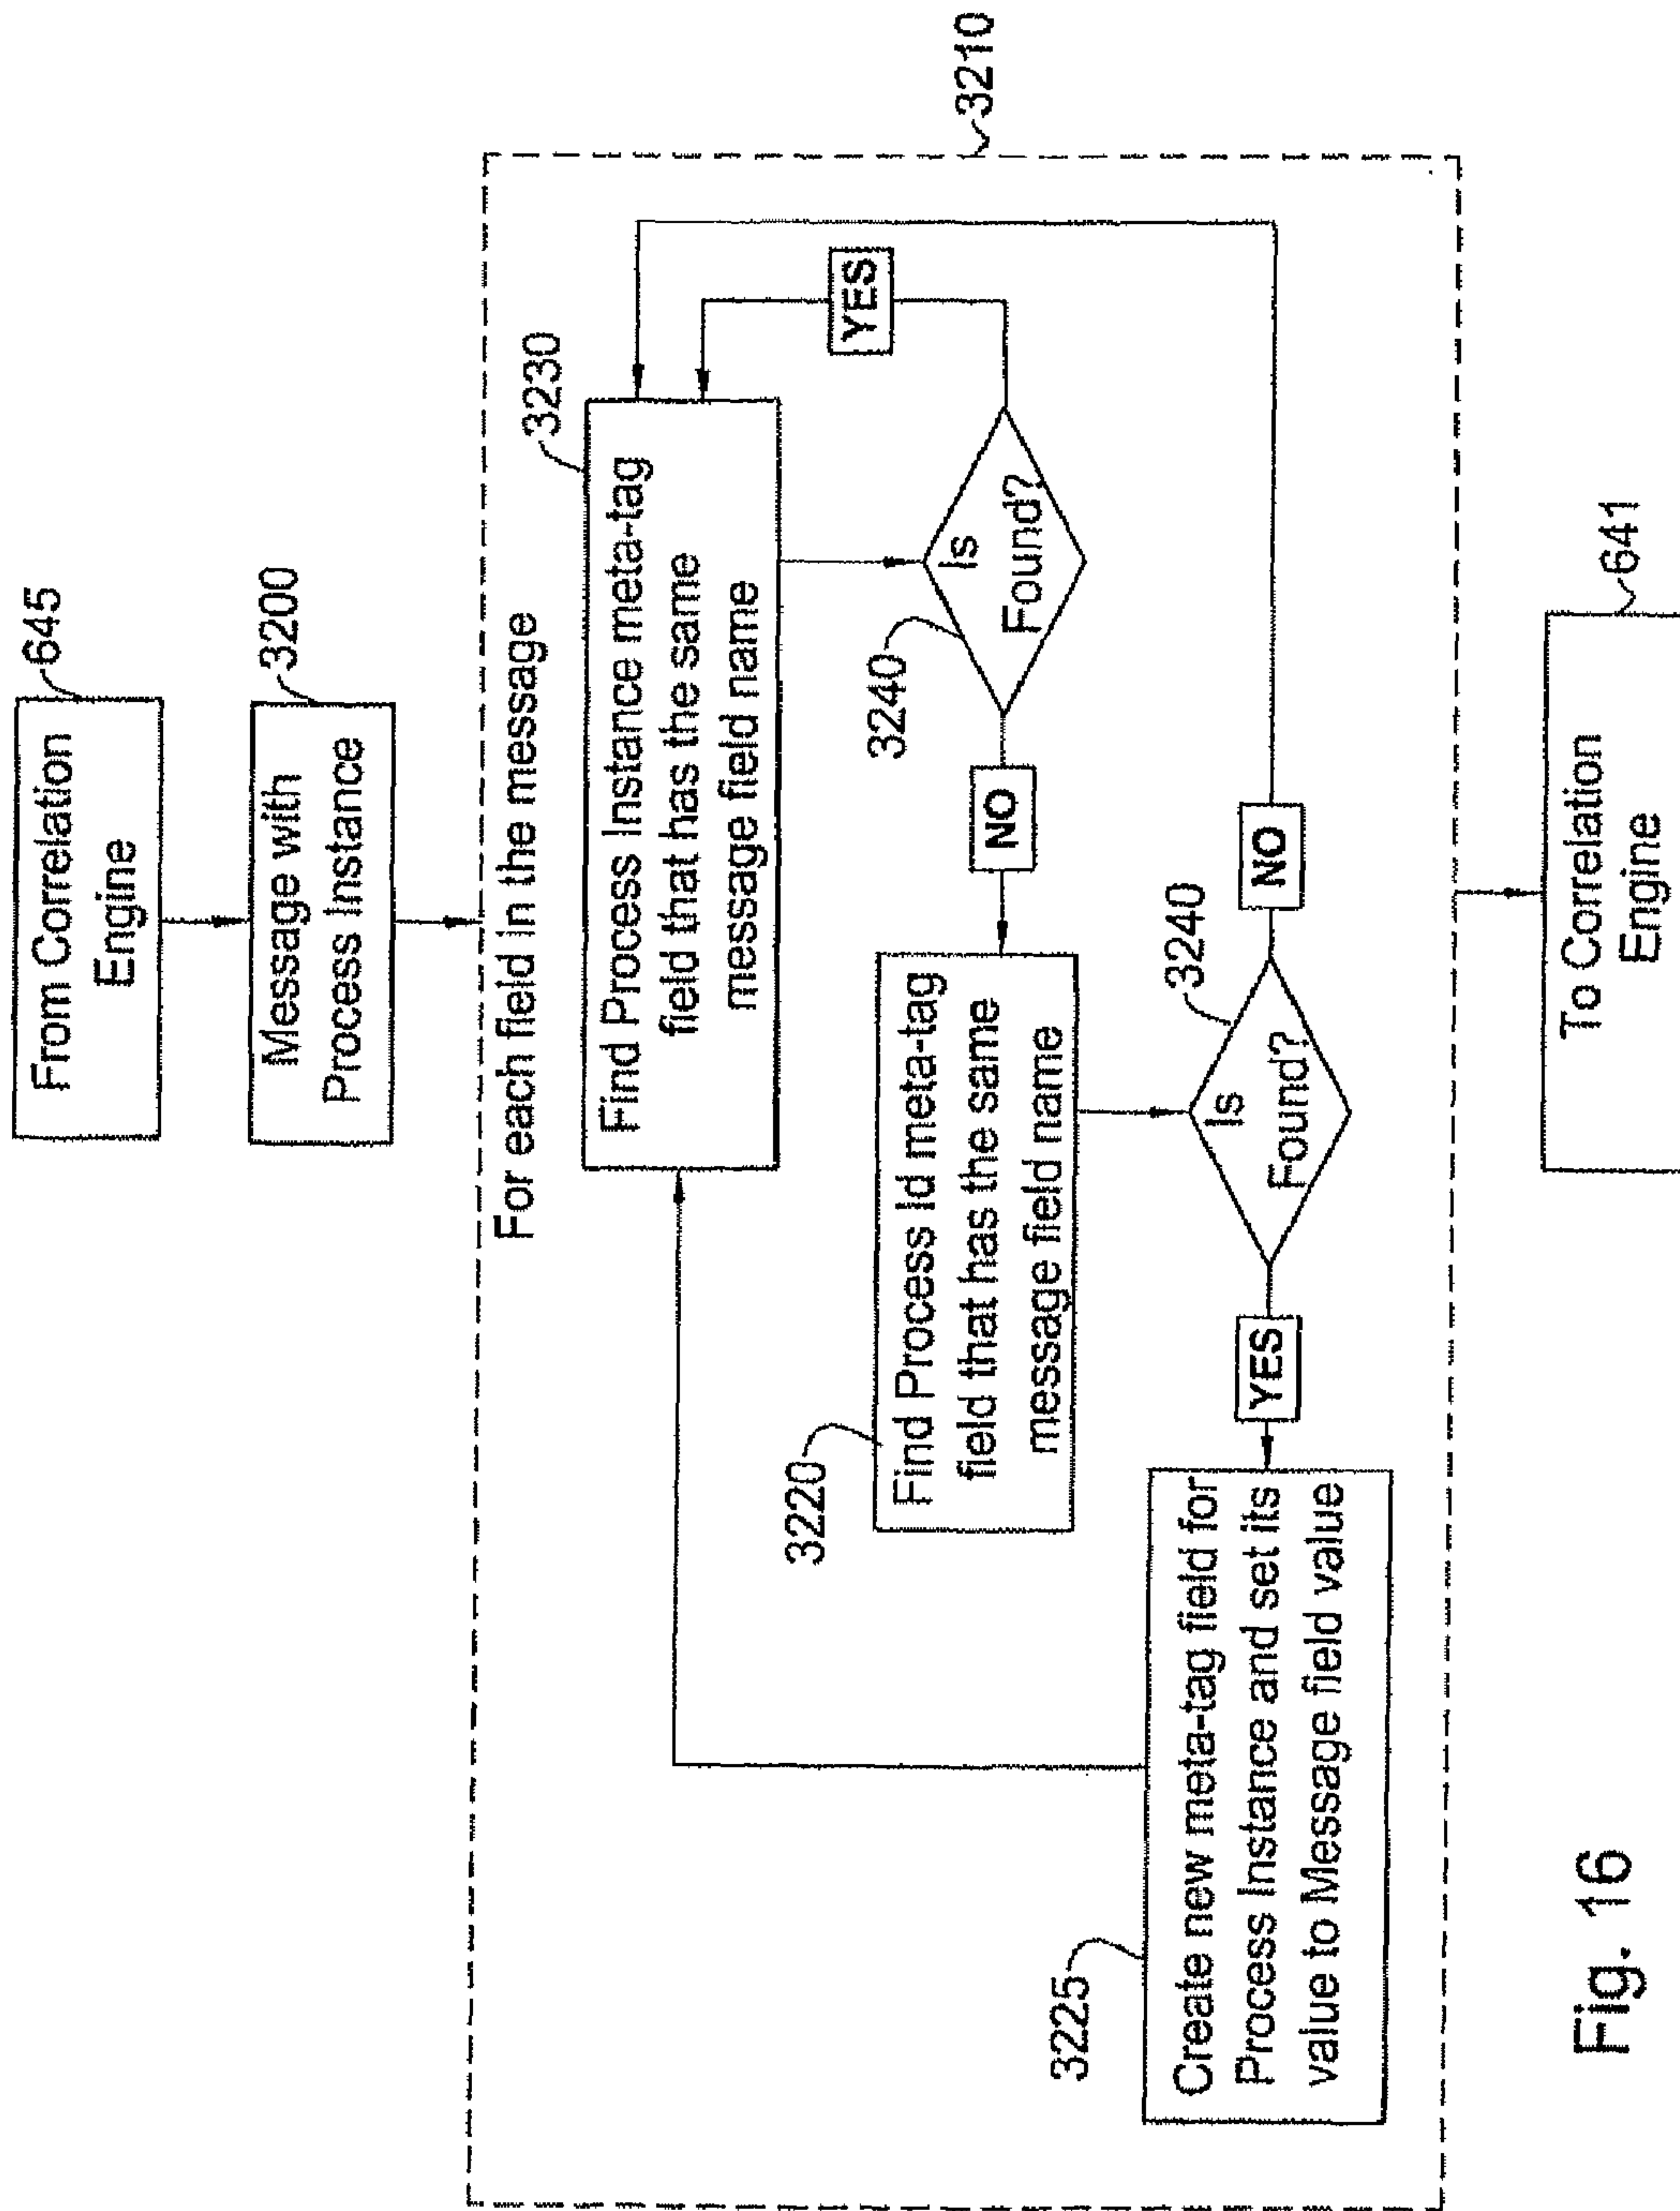 From Correlation
Engine
645
Message with
Process Instance
3200
For each field in the message
3210
Find Process Instance meta-tag
field that has the same
message field name
3230
Is
Found?
3240
YES
NO
Find Process Id meta-tag
field that has the same
message field name
3220
Is
Found?
3240
NO
YES
Create new meta-tag field for
Process Instance and set its
value to Message field value
3225
To Correlation
Engine
641
Fig. 16